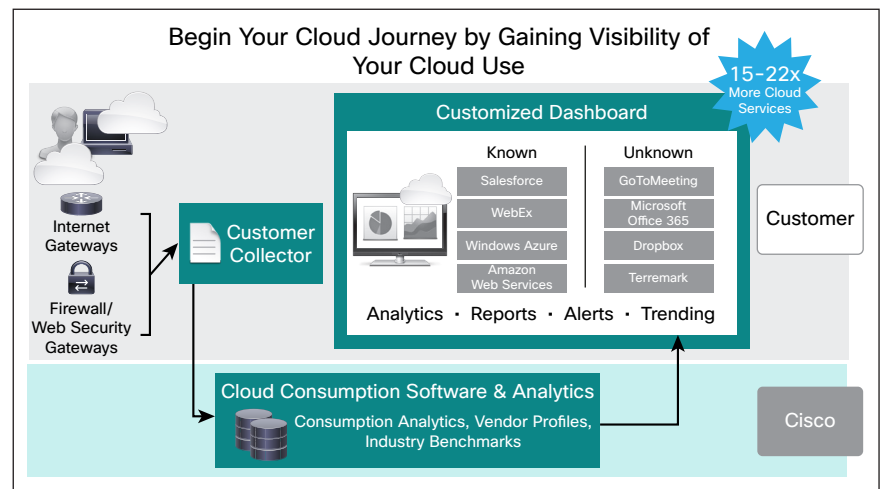 Begin Your Cloud Journey by Gaining Visibility of
Your Cloud Use
15-22x
More Cloud
Services
Customized Dashboard
Known
Unknown
Salesforce
GoToMeeting
WebEx
Microsoft
Office 365
Windows Azure
Dropbox
Amazon
Web Services
Terremark
Analytics · Reports · Alerts · Trending
Internet
Gateways
Firewall/
Web Security
Gateways
Customer
Collector
Customer
Cloud Consumption Software & Analytics
Consumption Analytics, Vendor Profiles,
Industry Benchmarks
Cisco